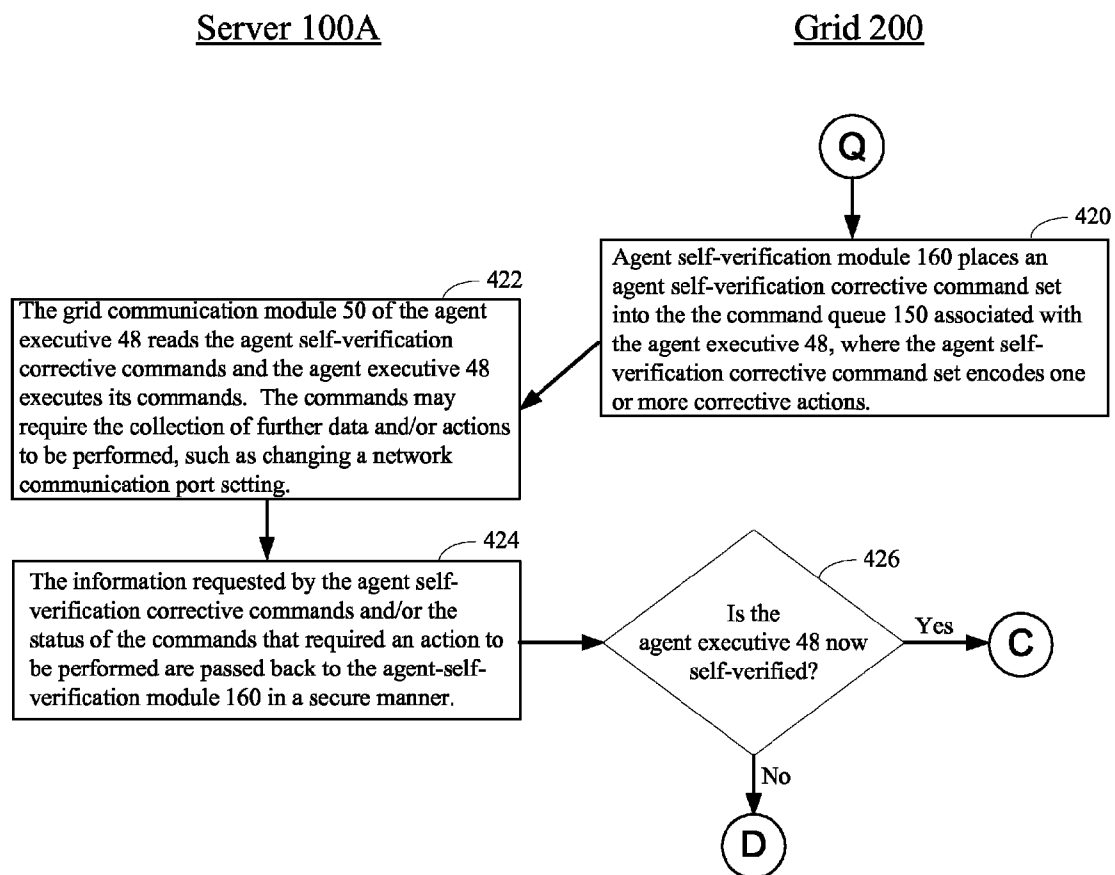 Server 100A
Grid 200
Q
420
Agent self-verification module 160 places an
agent self-verification corrective command set
into the the command queue 150 associated with
the agent executive 48, where the agent self-
verification corrective command set encodes one
or more corrective actions.
422
The grid communication module 50 of the agent
executive 48 reads the agent self-verification
corrective commands and the agent executive 48
executes its commands. The commands may
require the collection of further data and/or actions
to be performed, such as changing a network
communication port setting.
424
The information requested by the agent self-
verification corrective commands and/or the
status of the commands that required an action to
be performed are passed back to the agent-self-
verification module 160 in a secure manner.
426
Is the
agent executive 48 now
self-verified?
Yes
C
No
D